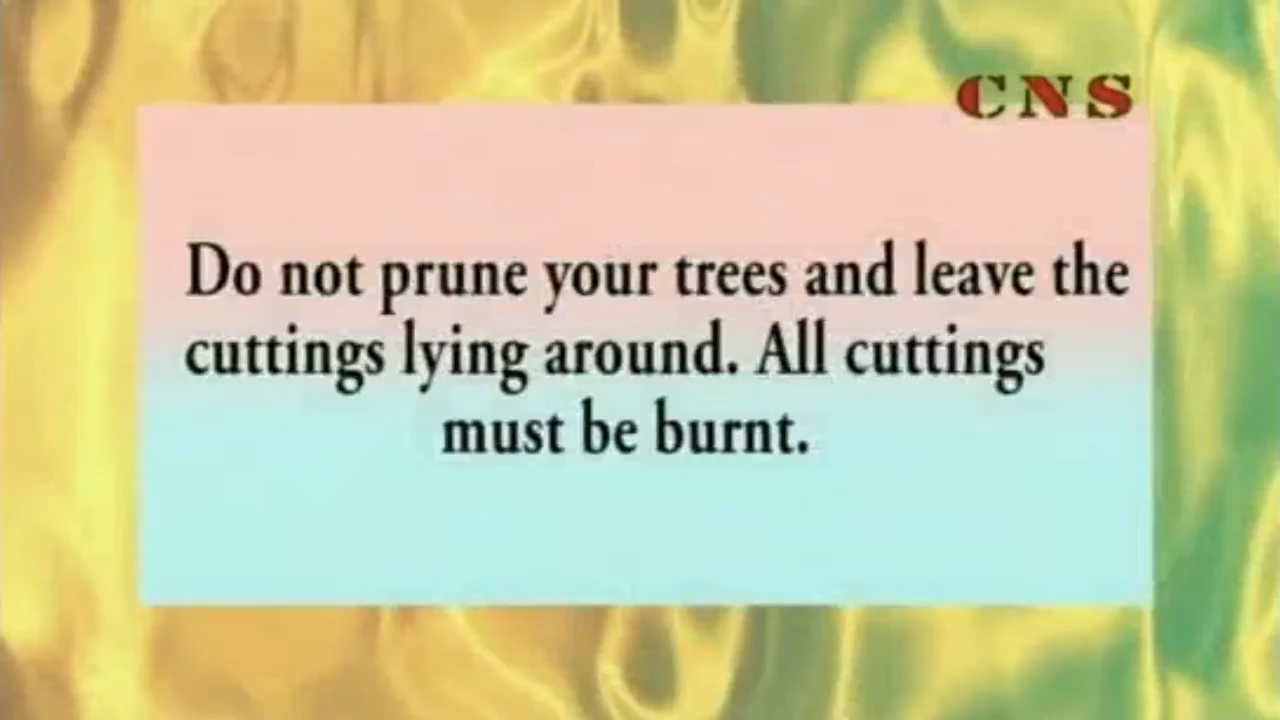 CNS
Do not prune your trees and leave the
cuttings lying around. All cuttings
must be burnt.